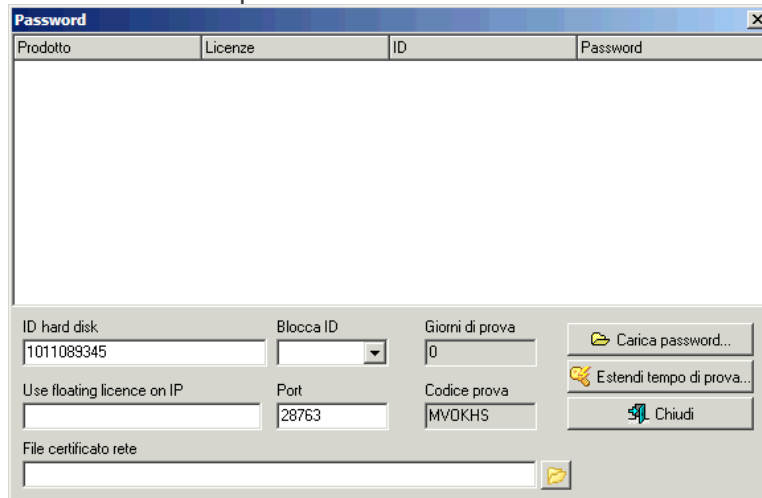 Password
Prodotto Licenze ID Password
ID hard disk Blocca ID Giorni di prova
1011089345 0 Carica password...
Estendi tempo di prova...
Use floating licence on IP Port Codice prova
28763 MVOKHS Chiudi
File certificato rete